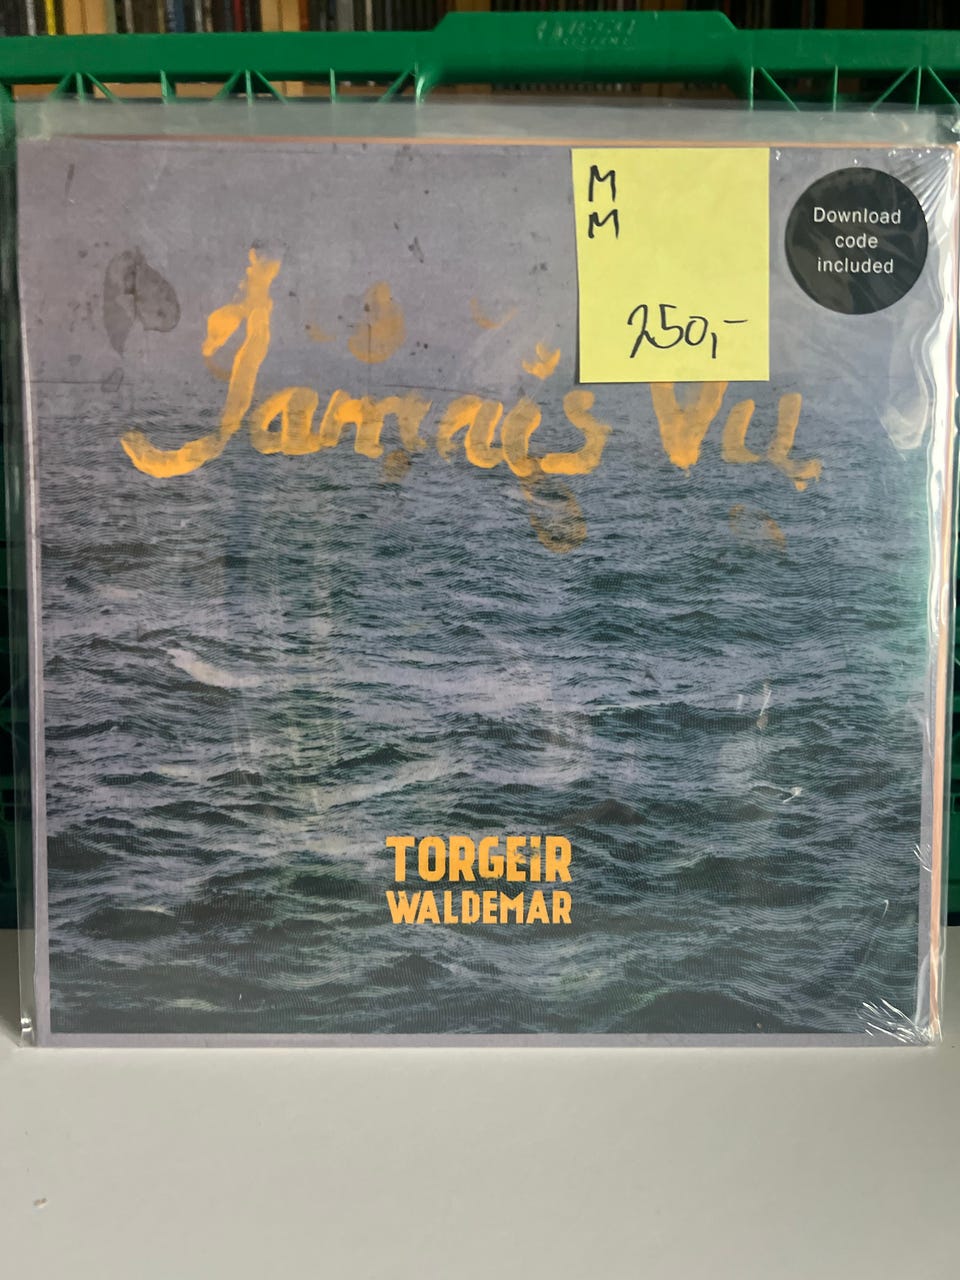 M
M
250,-
Download
code
included
Jamais Vu
TORGEiR
WALDEMAR